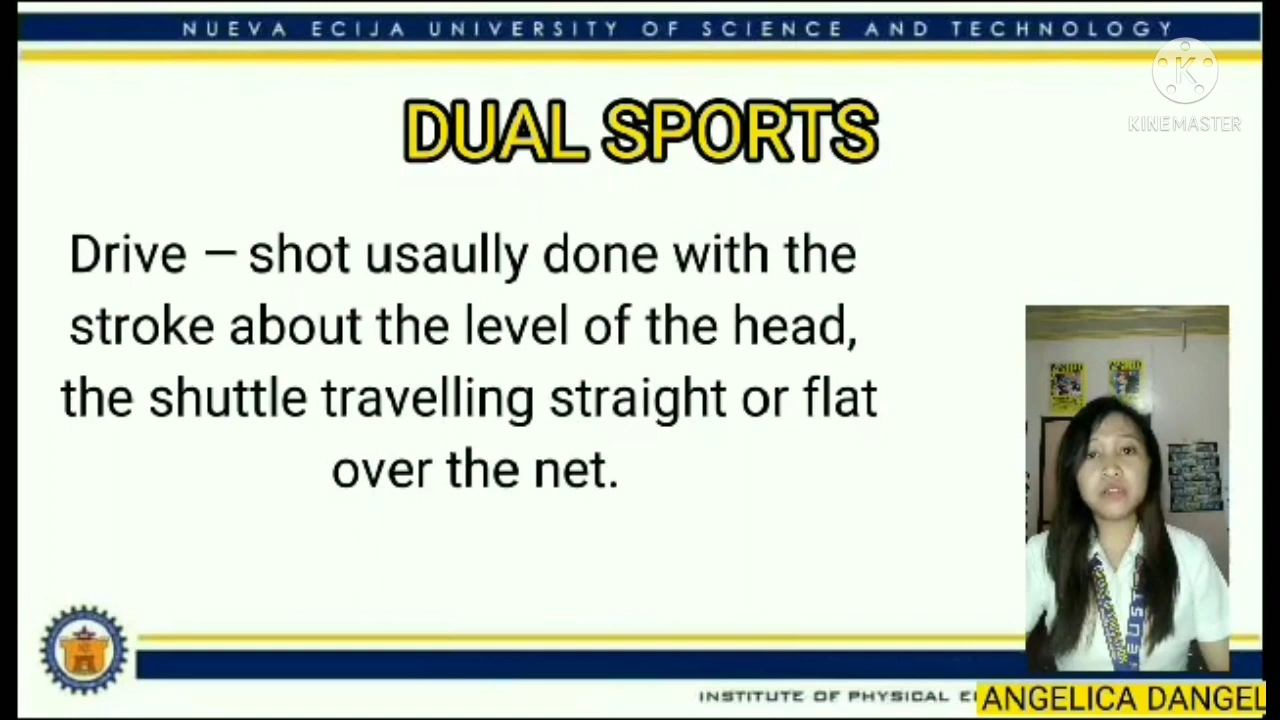 NUEVA ECIJA UNIVERSITY OF SCIENCE AND TECHNOLOGY
KINEMASTER
DUAL SPORTS
Drive – shot usaully done with the
stroke about the level of the head,
the shuttle travelling straight or flat
over the net.
NEUST
INSTITUTE OF PHYSICAL
ANGELICA DANGEL